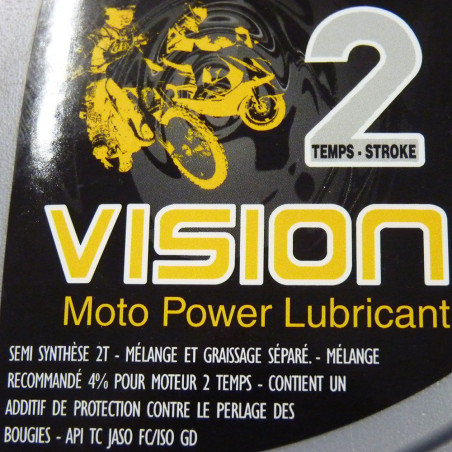 2
TEMPS - STROKE
VISION
Moto Power Lubricant
SEMI SYNTHÈSE 2T - MÉLANGE ET GRAISSAGE SÉPARÉ. - MÉLANGE
RECOMMANDÉ 4% POUR MOTEUR 2 TEMPS - CONTIENT UN
ADDITIF DE PROTECTION CONTRE LE PERLAGE DES
BOUGIES - API TC JASO FC/ISO GD